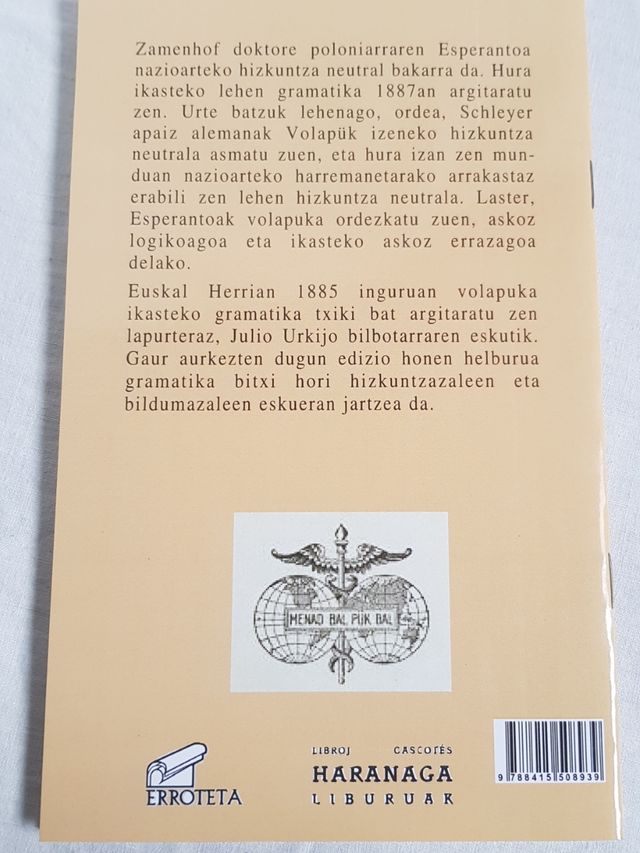 Zamenhof doktore poloniarraren Esperantoa
nazioarteko hizkuntza neutral bakarra da. Hura
ikasteko lehen gramatika 1887an argitaratu
zen. Urte batzuk lehenago, ordea, Schleyer
apaiz alemanak Volapük izeneko hizkuntza
neutrala asmatu zuen, eta hura izan zen mun-
duan nazioarteko harremanetarako arrakastaz
erabili zen lehen hizkuntza neutrala. Laster,
Esperantoak volapuka ordezkatu zuen, askoz
logikoagoa eta ikasteko askoz errazagoa
delako.
Euskal Herrian 1885 inguruan volapuka
ikasteko gramatika txiki bat argitaratu zen
lapurteraz, Julio Urkijo bilbotarraren eskutik.
Gaur aurkezten dugun edizio honen helburua
gramatika bitxi hori hizkuntzazaleen eta
bildumazaleen eskueran jartzea da.
MENAD BAL PÜK BAL
ERROTETA
LIBROJ GASCOTÉS
HARANAGA
LIBURUAK
9 788415 508939